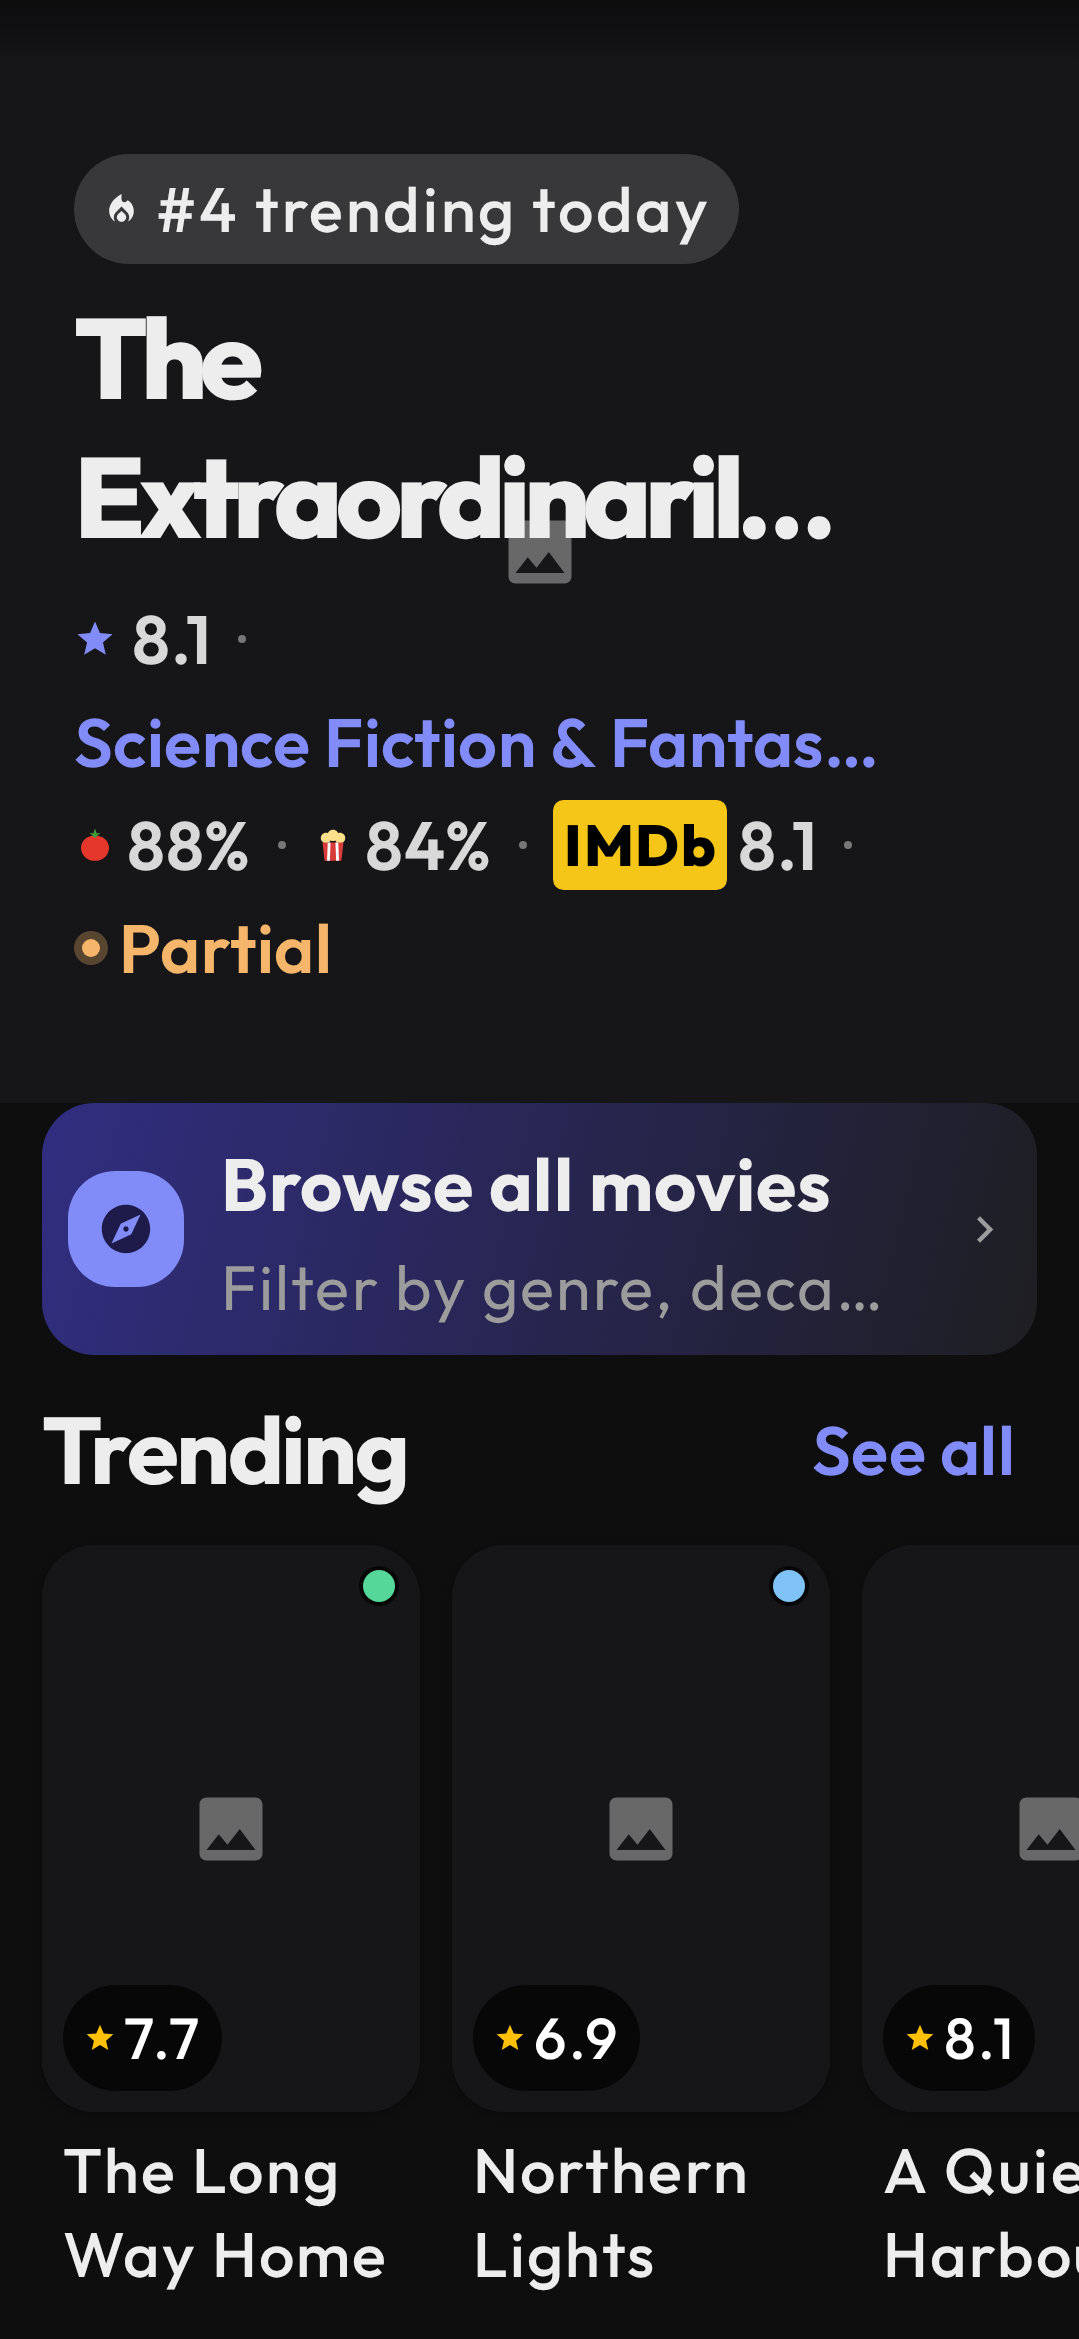 #4 trending today
The
Extraordinaril...
8.1 ·
Science Fiction & Fantas...
88% · 84% · IMDb 8.1 ·
Partial
Browse all movies
Filter by genre, deca...
Trending See all
7.7 6.9 8.1
The Long
Way Home
Northern
Lights
A Quie
Harbou